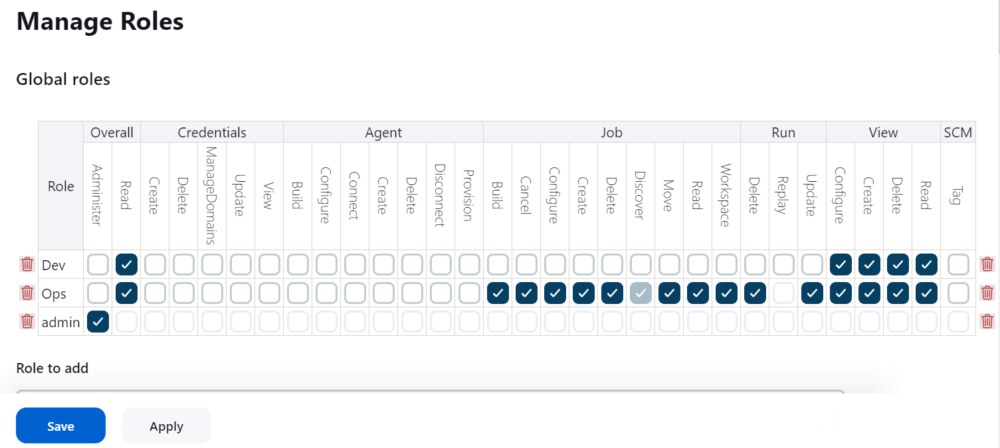 Manage Roles
Global roles
Role Overall Credentials Agent Job Run View SCM
Administer Read Create Delete ManageDomains Update View Build Configure Connect Create Delete Disconnect Provision Build Cancel Configure Create Delete Discover Move Read Workspace Delete Replay Update Configure Create Delete Read Tag
Dev
Ops
admin
Role to add
Save Apply